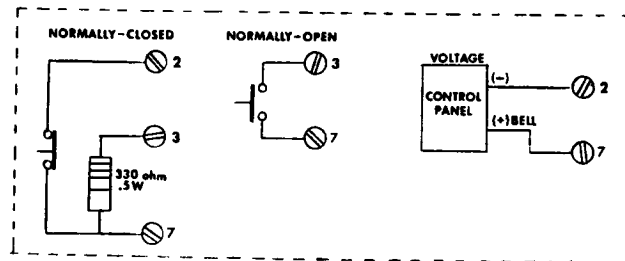 NORMALLY-CLOSED
2
3
330 ohm
.5W
7
NORMALLY-OPEN
3
7
VOLTAGE
CONTROL
PANEL
(-)
2
(+)BELL
7